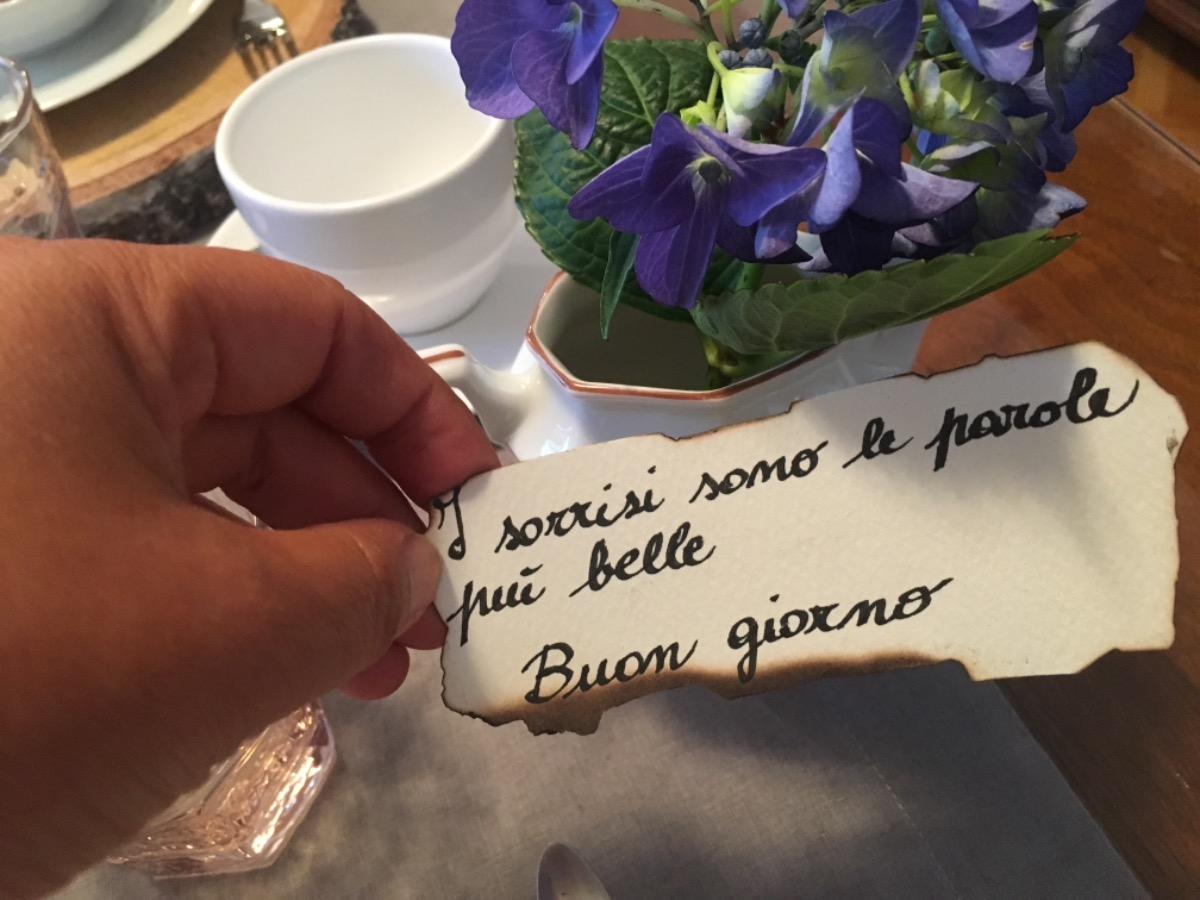 I sorrisi sono le parole
più belle
Buon giorno